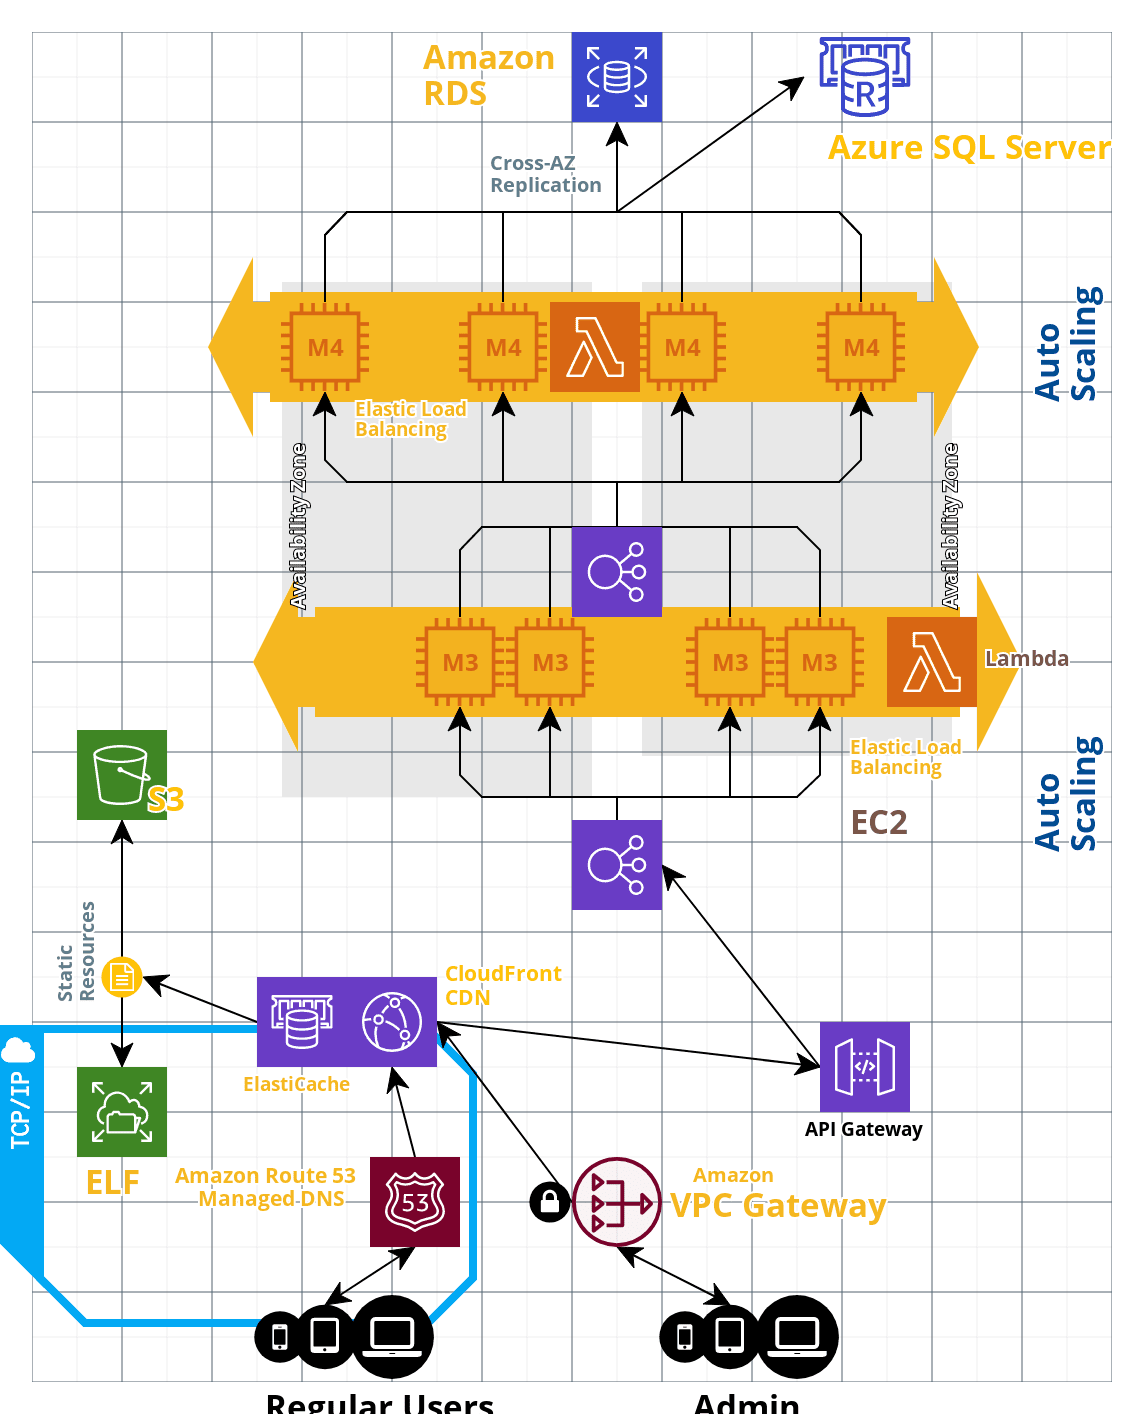 Amazon
RDS
R
Azure SQL Server
Cross-AZ
Replication
M4
M4
M4
M4
Auto
Scaling
Elastic Load
Balancing
Availability Zone
Availability Zone
M3
M3
M3
M3
Lambda
Elastic Load
Balancing
EC2
Auto
Scaling
S3
Static
Resources
CloudFront
CDN
ElastiCache
</>
API Gateway
TCP/IP
ELF
Amazon Route 53
Managed DNS
53
Amazon
VPC Gateway
Regular Users
Admin